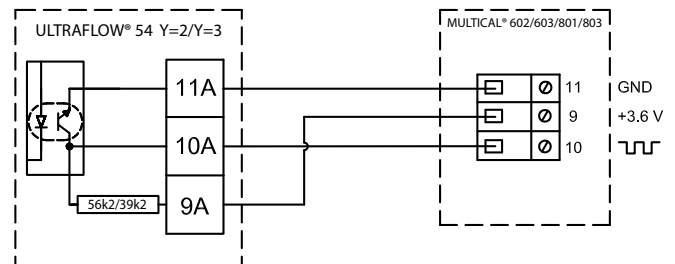 ULTRAFLOW® 54 Y=2/Y=3
MULTICAL® 602/603/801/803
11A
11 GND
9 +3.6 V
10A
10
56k2/39k2
9A